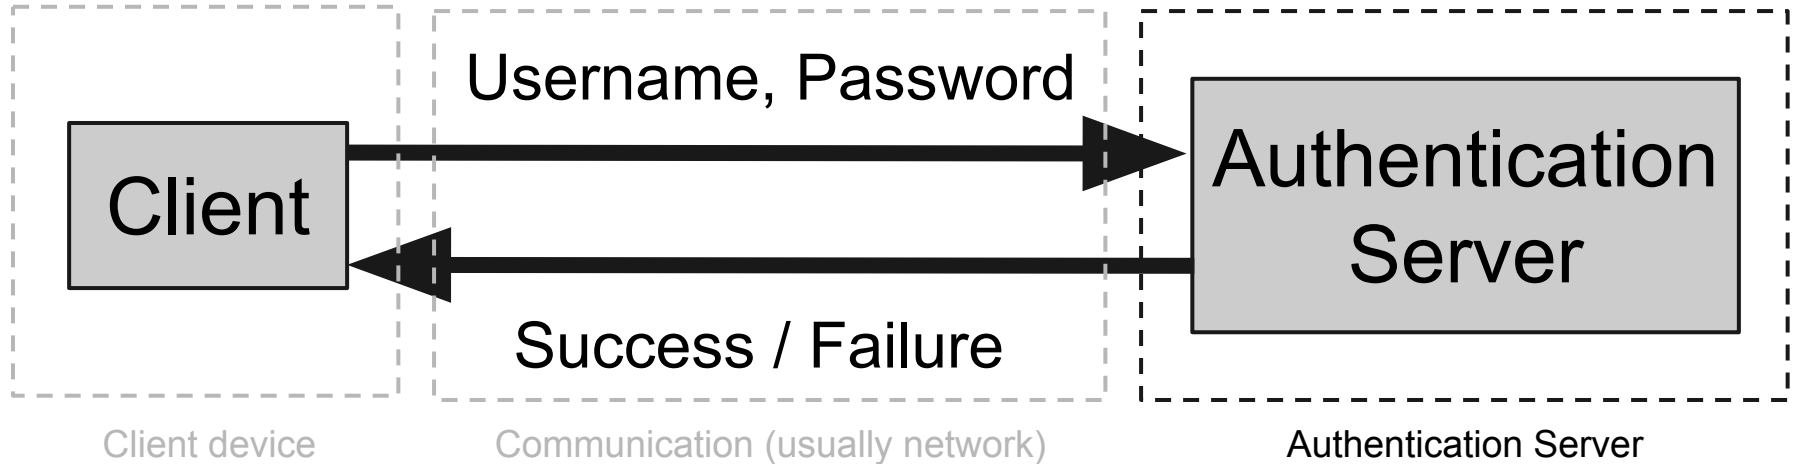 Username, Password
Client
Authentication
Server
Success / Failure
Client device
Communication (usually network)
Authentication Server